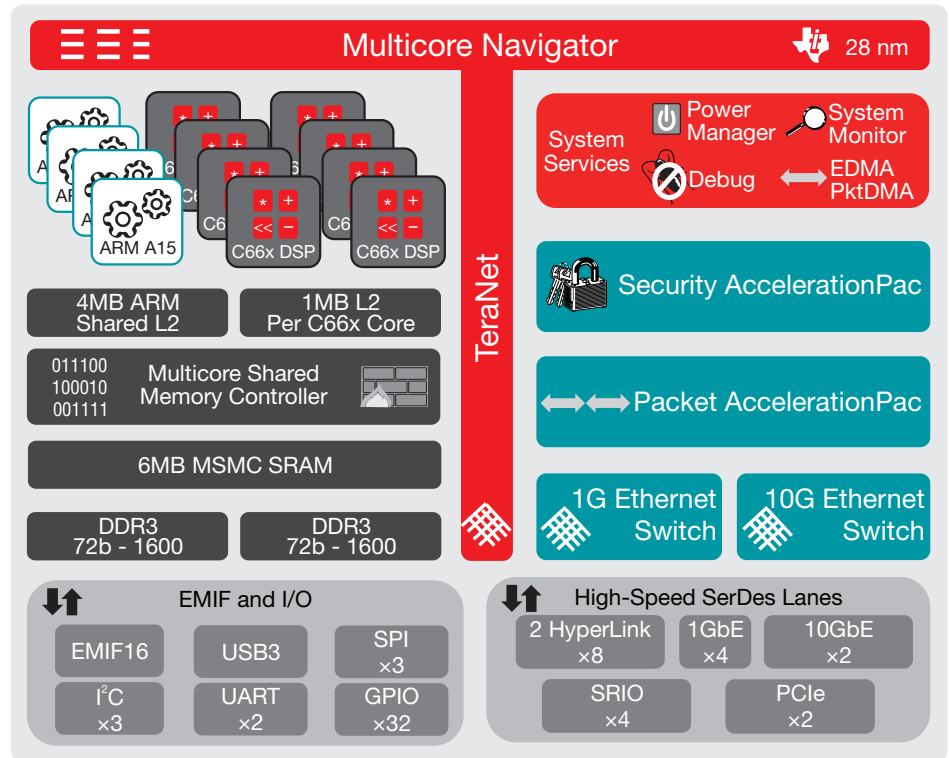 Multicore Navigator
28 nm
ARM A15
C66x DSP
C66x DSP
4MB ARM
Shared L2
1MB L2
Per C66x Core
011100
100010
001111
Multicore Shared
Memory Controller
6MB MSMC SRAM
DDR3
72b - 1600
DDR3
72b - 1600
TeraNet
System
Services
Power
Manager
System
Monitor
Debug
EDMA
PktDMA
Security AccelerationPac
Packet AccelerationPac
1G Ethernet
Switch
10G Ethernet
Switch
EMIF and I/O
EMIF16
USB3
SPI
×3
I²C
×3
UART
×2
GPIO
×32
High-Speed SerDes Lanes
2 HyperLink
×8
1GbE
×4
10GbE
×2
SRIO
×4
PCIe
×2